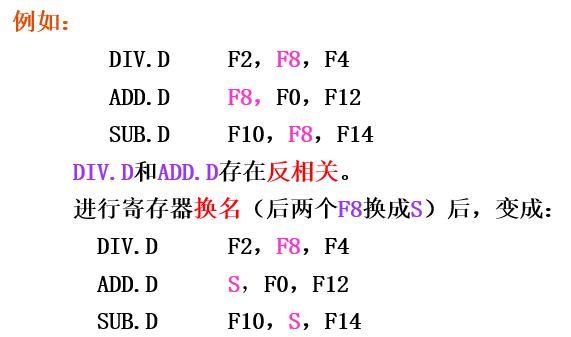 例如：
DIV.D F2，F8，F4
ADD.D F8，F0，F12
SUB.D F10，F8，F14
DIV.D和ADD.D存在反相关。
进行寄存器换名（后两个F8换成S）后，变成：
DIV.D F2，F8，F4
ADD.D S，F0，F12
SUB.D F10，S，F14